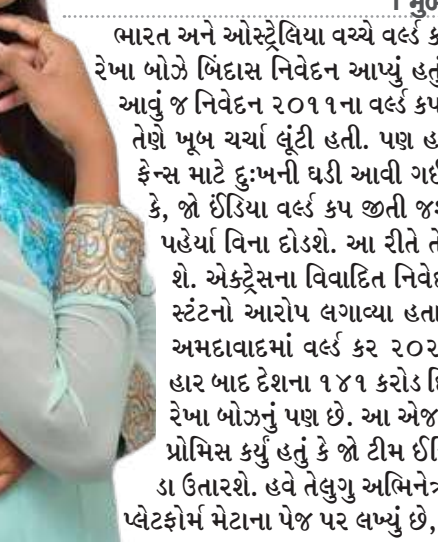 ભારત અને ઓસ્ટ્રેલિયા વચ્ચે વર્લ્ડ
રેખા બોઝે બિંદાસ નિવેદન આપ્યું હતું
આવું જ નિવેદન ૨૦૧૧ના વર્લ્ડ કપ
તેણે ખૂબ ચર્ચા લૂંટી હતી. પણ
ફેન્સ માટે દુઃખની ઘડી આવી ગઈ
કે, જો ઈંડિયા વર્લ્ડ કપ જીતી
પહેર્યા વિના દોડશે. આ રીતે
શે. એક્ટ્રેસના વિવાદિત
સ્ટંટનો આરોપ લગાવ્યા હતા
અમદાવાદમાં વર્લ્ડ કર
હાર બાદ દેશના ૧૪૧ કરોડ
રેખા બોઝનું પણ છે. આ એજ
પ્રોમિસ કર્યું હતું કે જો ટીમ
ડા ઉતારશે. હવે તેલુગુ
પ્લેટફોર્મ મેટાના પેજ પર લખ્યું છે,